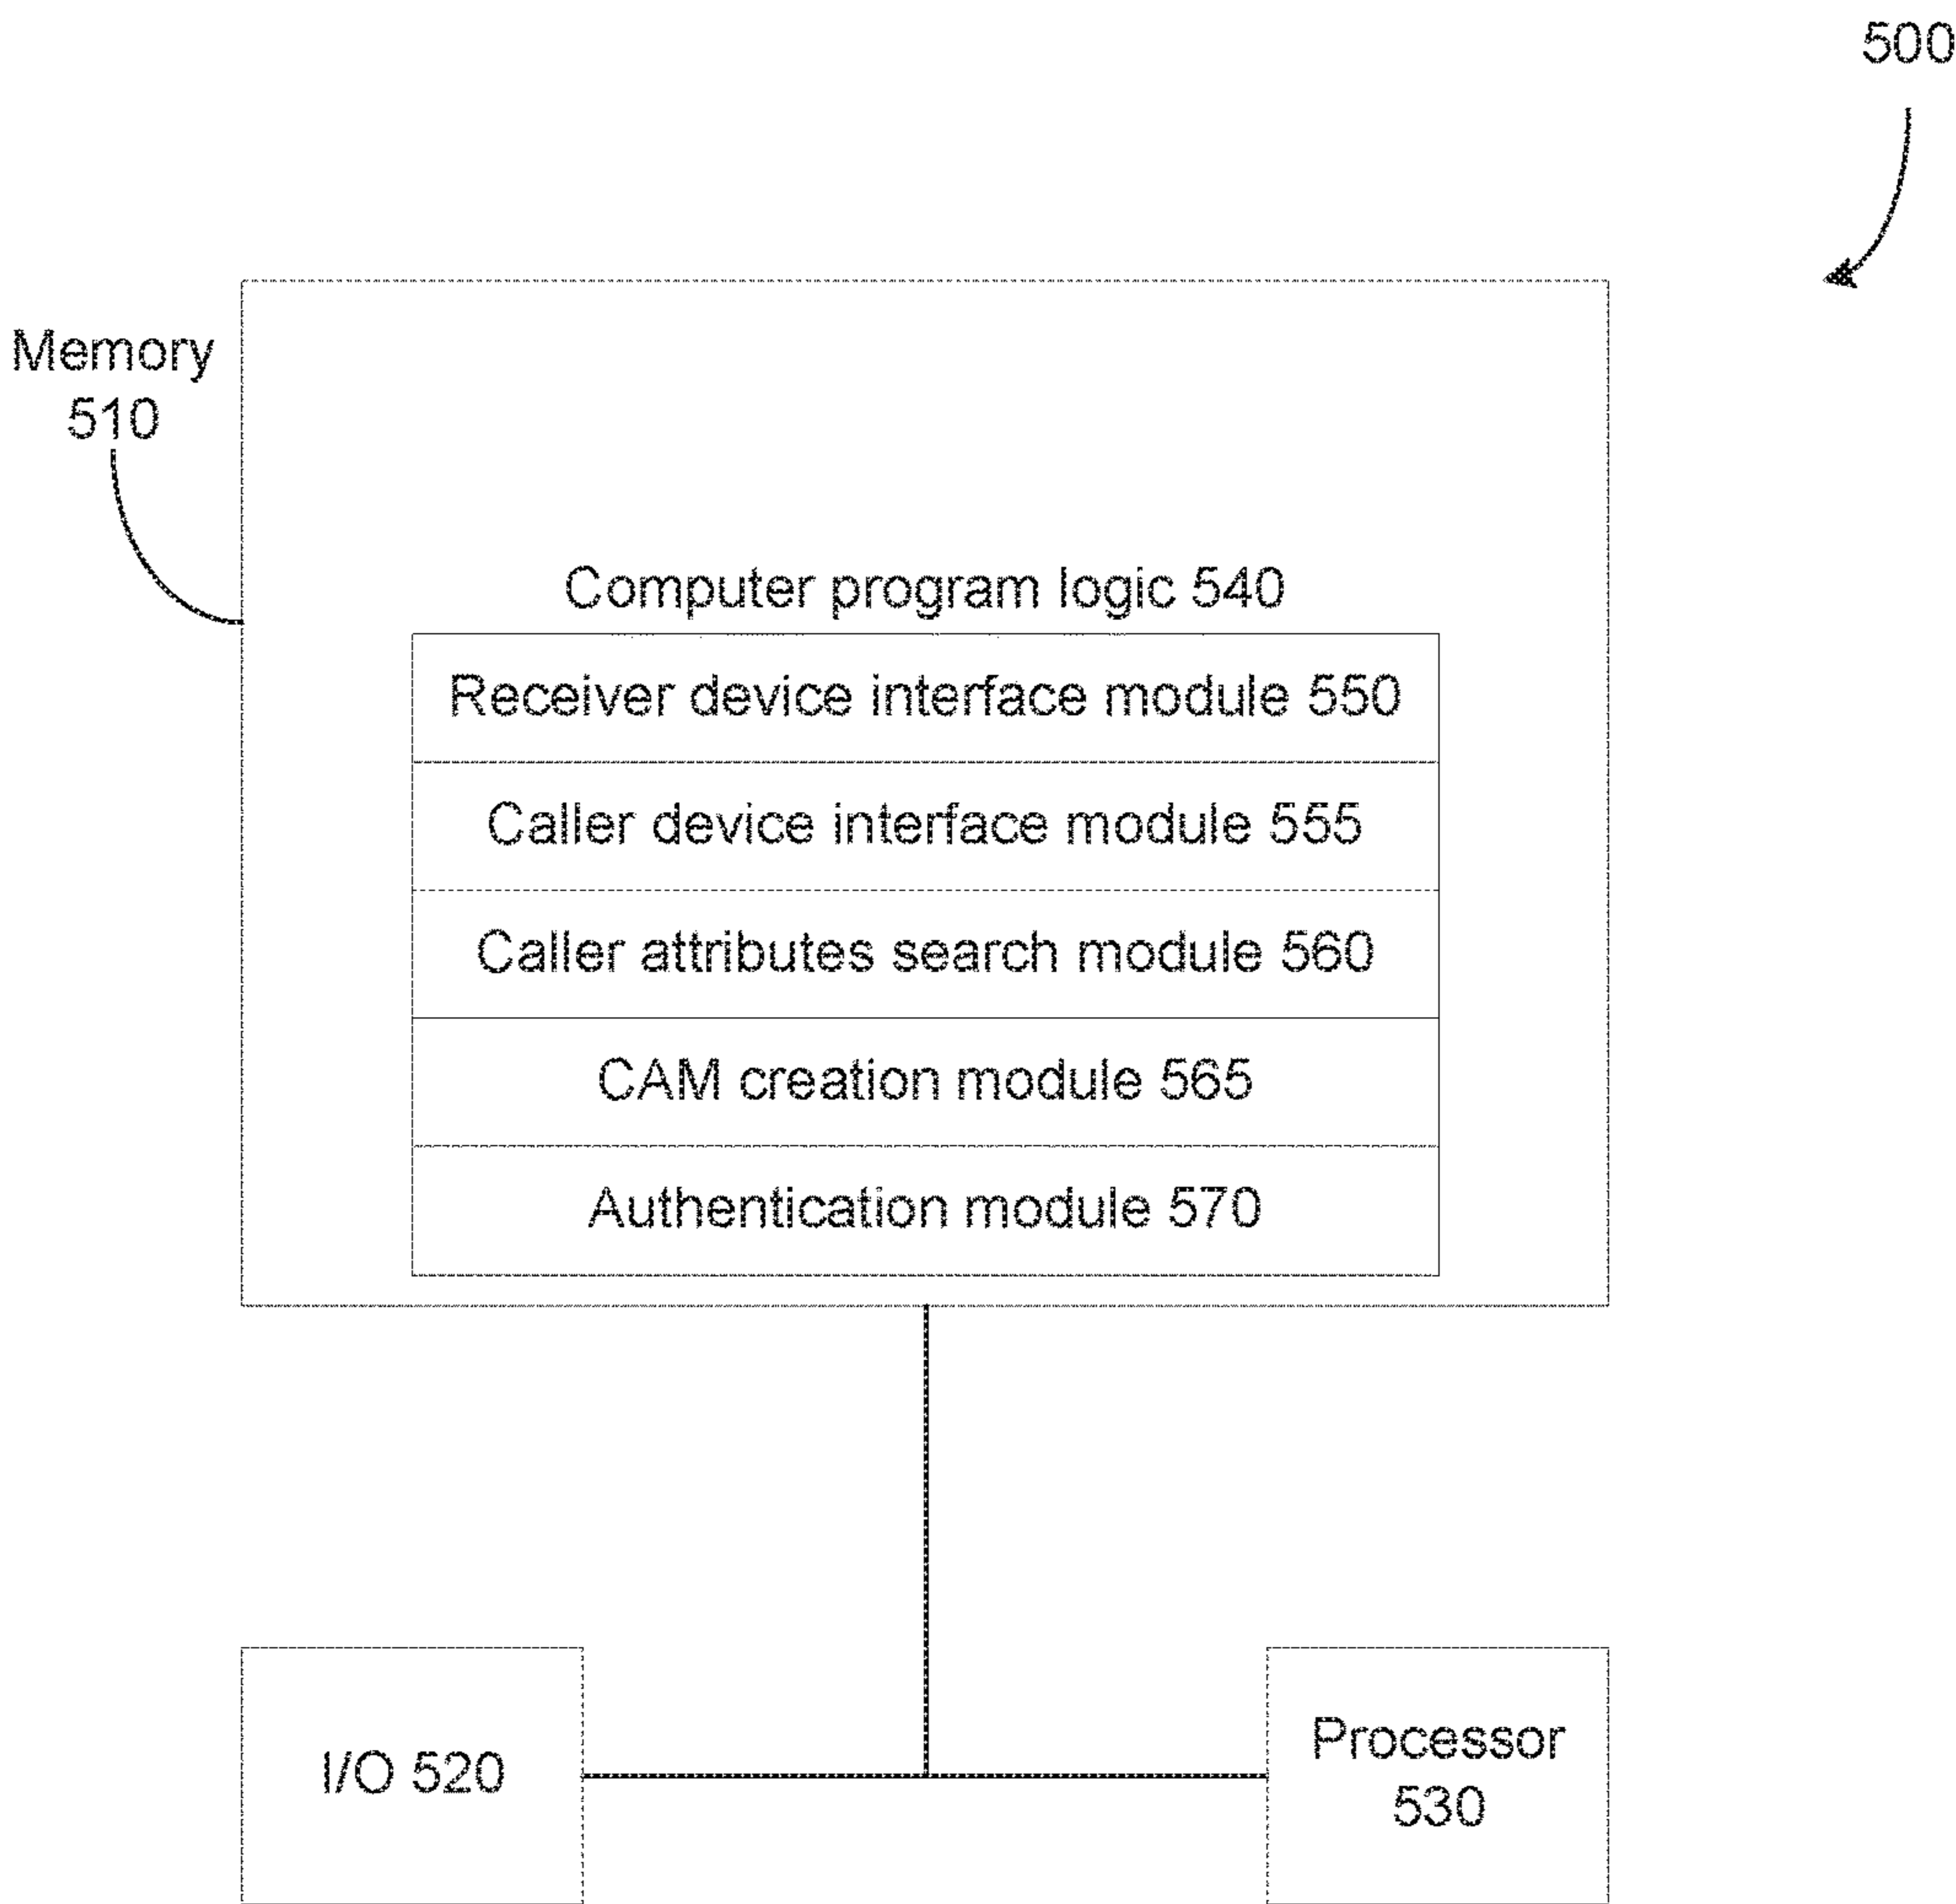 500
Memory
510
Computer program logic 540
Receiver device interface module 550
Caller device interface module 555
Caller attributes search module 560
CAM creation module 565
Authentication module 570
I/O 520
Processor
530